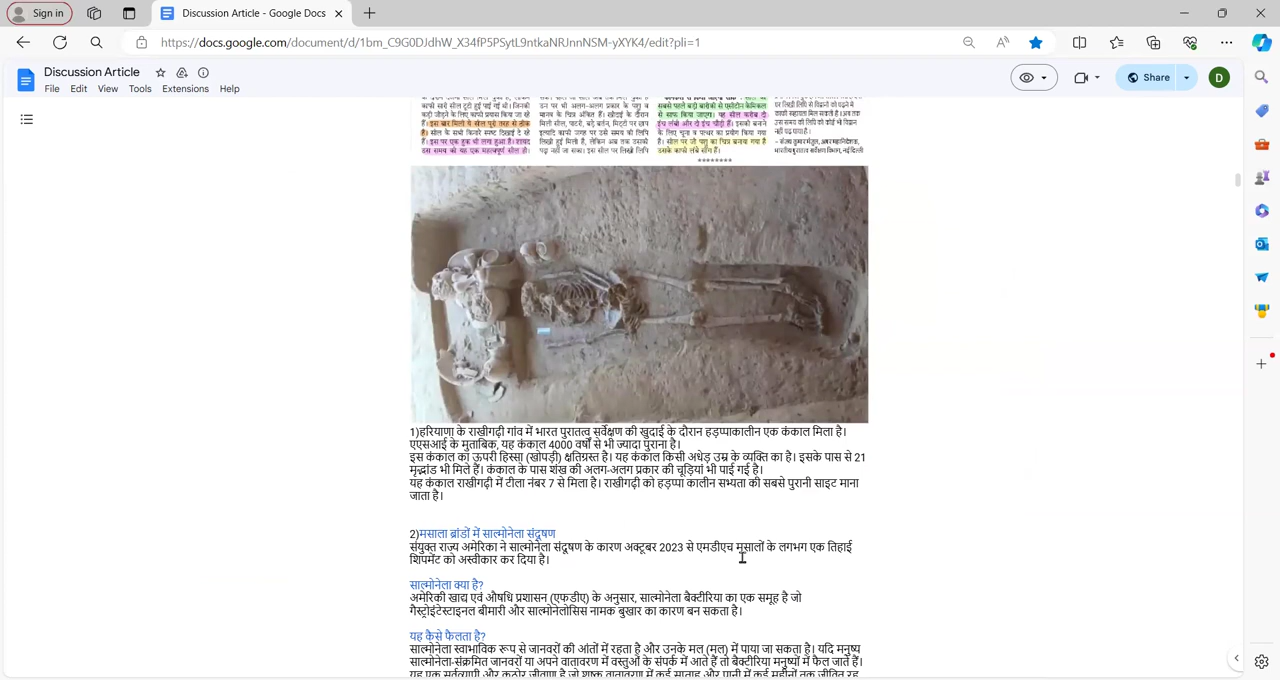 Sign in
Discussion Article - Google Docs
https://docs.google.com/document/d/1bm_C9G0DJdhW_X34fP5PSytL9ntkaNRJnnNSM-yXYK4/edit?pli=1
Discussion Article
File Edit View Tools Extensions Help
Share
D
********
1)हरियाणा के राखीगढ़ी गांव में भारत पुरातत्व सर्वेक्षण की खुदाई के दौरान हड़प्पाकालीन एक कंकाल मिला है।
एएसआई के मुताबिक, यह कंकाल 4000 वर्षों से भी ज्यादा पुराना है।
इस कंकाल का ऊपरी हिस्सा (खोपड़ी) क्षतिग्रस्त है। यह कंकाल किसी अधेड़ उम्र के व्यक्ति का है। इसके पास से 21
मृद्भांड भी मिले हैं। कंकाल के पास शंख की अलग-अलग प्रकार की चूड़ियां भी पाई गई है।
यह कंकाल राखीगढ़ी में टीला नंबर 7 से मिला है। राखीगढ़ी को हड़प्पा कालीन सभ्यता की सबसे पुरानी साइट माना
जाता है।
2)मसाला ब्रांडों में साल्मोनेला संदूषण
संयुक्त राज्य अमेरिका ने साल्मोनेला संदूषण के कारण अक्टूबर 2023 से एमडीएच मसालों के लगभग एक तिहाई
शिपमेंट को अस्वीकार कर दिया है।
साल्मोनेला क्या है?
अमेरिकी खाद्य एवं औषधि प्रशासन (एफडीए) के अनुसार, साल्मोनेला बैक्टीरिया का एक समूह है जो
गैस्ट्रोइंटेस्टाइनल बीमारी और साल्मोनेलोसिस नामक बुखार का कारण बन सकता है।
यह कैसे फैलता है?
साल्मोनेला स्वाभाविक रूप से जानवरों की आंतों में रहता है और उनके मल (मल) में पाया जा सकता है। यदि मनुष्य
साल्मोनेला-संक्रमित जानवरों या अपने वातावरण में वस्तुओं के संपर्क में आते हैं तो बैक्टीरिया मनुष्यों में फैल जाते हैं।